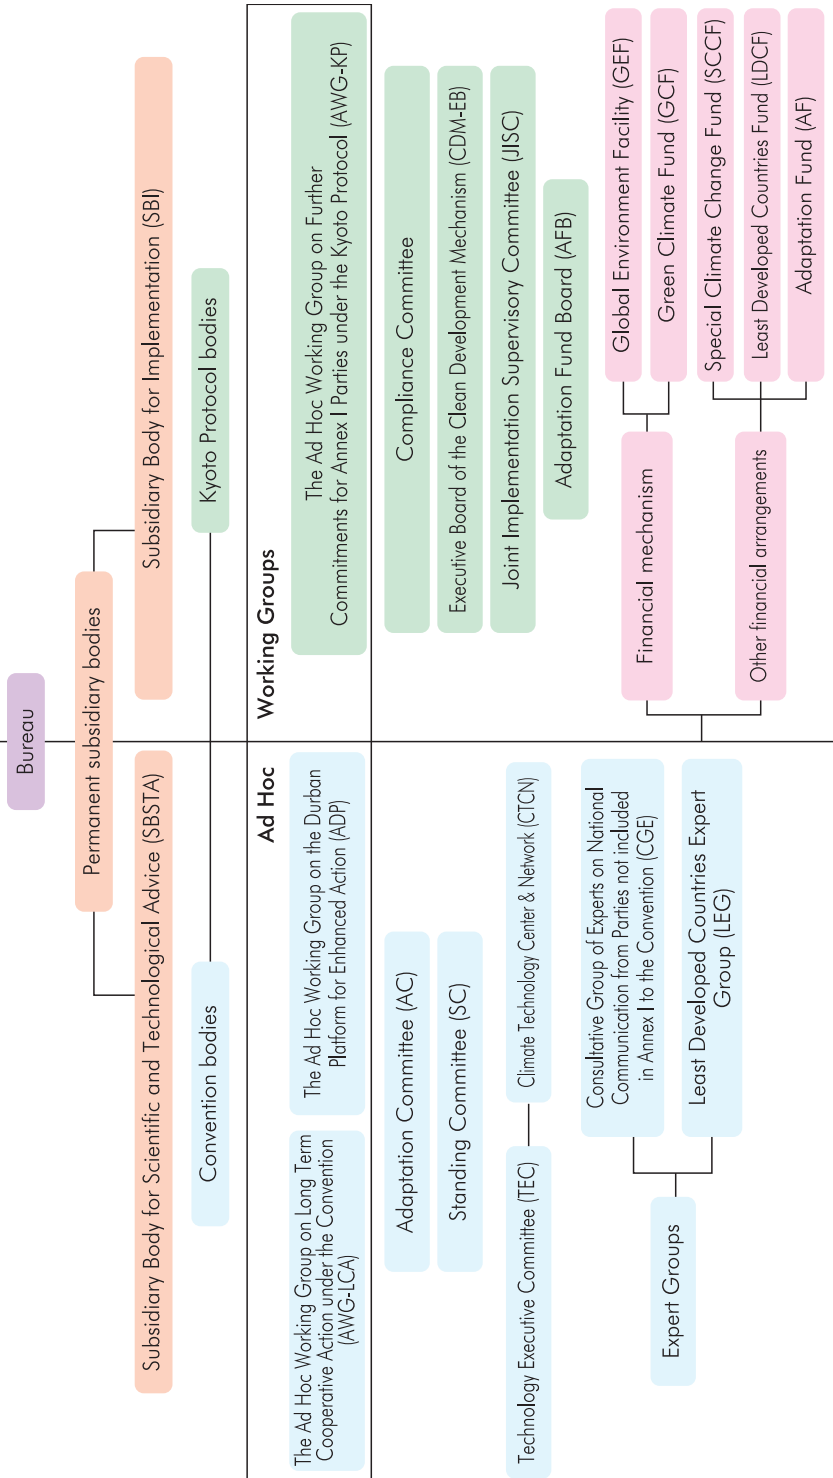 Bureau
Permanent subsidiary bodies
Subsidiary Body for Scientific and Technological Advice (SBSTA)
Subsidiary Body for Implementation (SBI)
Convention bodies
Kyoto Protocol bodies
Ad Hoc
Working Groups
The Ad Hoc Working Group on Long Term
Cooperative Action under the Convention
(AWG-LCA)
The Ad Hoc Working Group on the Durban
Platform for Enhanced Action (ADP)
The Ad Hoc Working Group on Further
Commitments for Annex I Parties under the Kyoto Protocol (AWG-KP)
Adaptation Committee (AC)
Standing Committee (SC)
Technology Executive Committee (TEC)
Climate Technology Center & Network (CTCN)
Expert Groups
Consultative Group of Experts on National
Communication from Parties not included
in Annex I to the Convention (CGE)
Least Developed Countries Expert
Group (LEG)
Compliance Committee
Executive Board of the Clean Development Mechanism (CDM-EB)
Joint Implementation Supervisory Committee (JISC)
Adaptation Fund Board (AFB)
Financial mechanism
Global Environment Facility (GEF)
Green Climate Fund (GCF)
Other financial arrangements
Special Climate Change Fund (SCCF)
Least Developed Countries Fund (LDCF)
Adaptation Fund (AF)